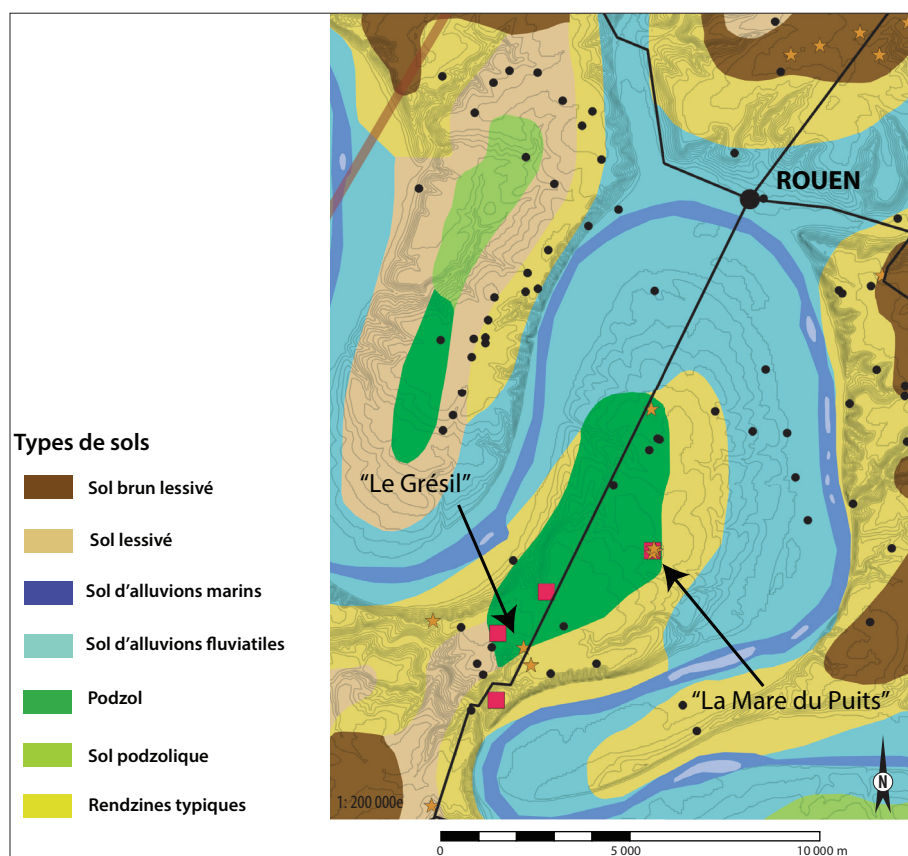 ROUEN
Types de sols
Sol brun lessivé
"Le Grésil"
Sol lessivé
Sol d'alluvions marins
Sol d'alluvions fluviatiles
Podzol
"La Mare du Puits"
Sol podzolique
Rendzines typiques
1: 200 000e
N
0 5 000 10 000 m